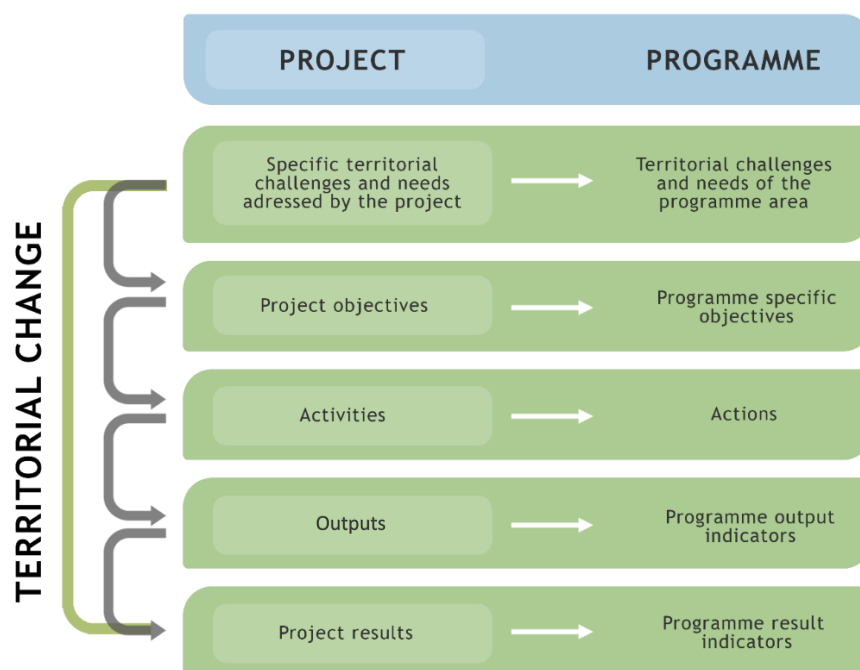 PROJECT
PROGRAMME
TERRITORIAL CHANGE
Specific territorial
challenges and needs
adressed by the project
Territorial challenges
and needs of the
programme area
Project objectives
Programme specific
objectives
Activities
Actions
Outputs
Programme output
indicators
Project results
Programme result
indicators